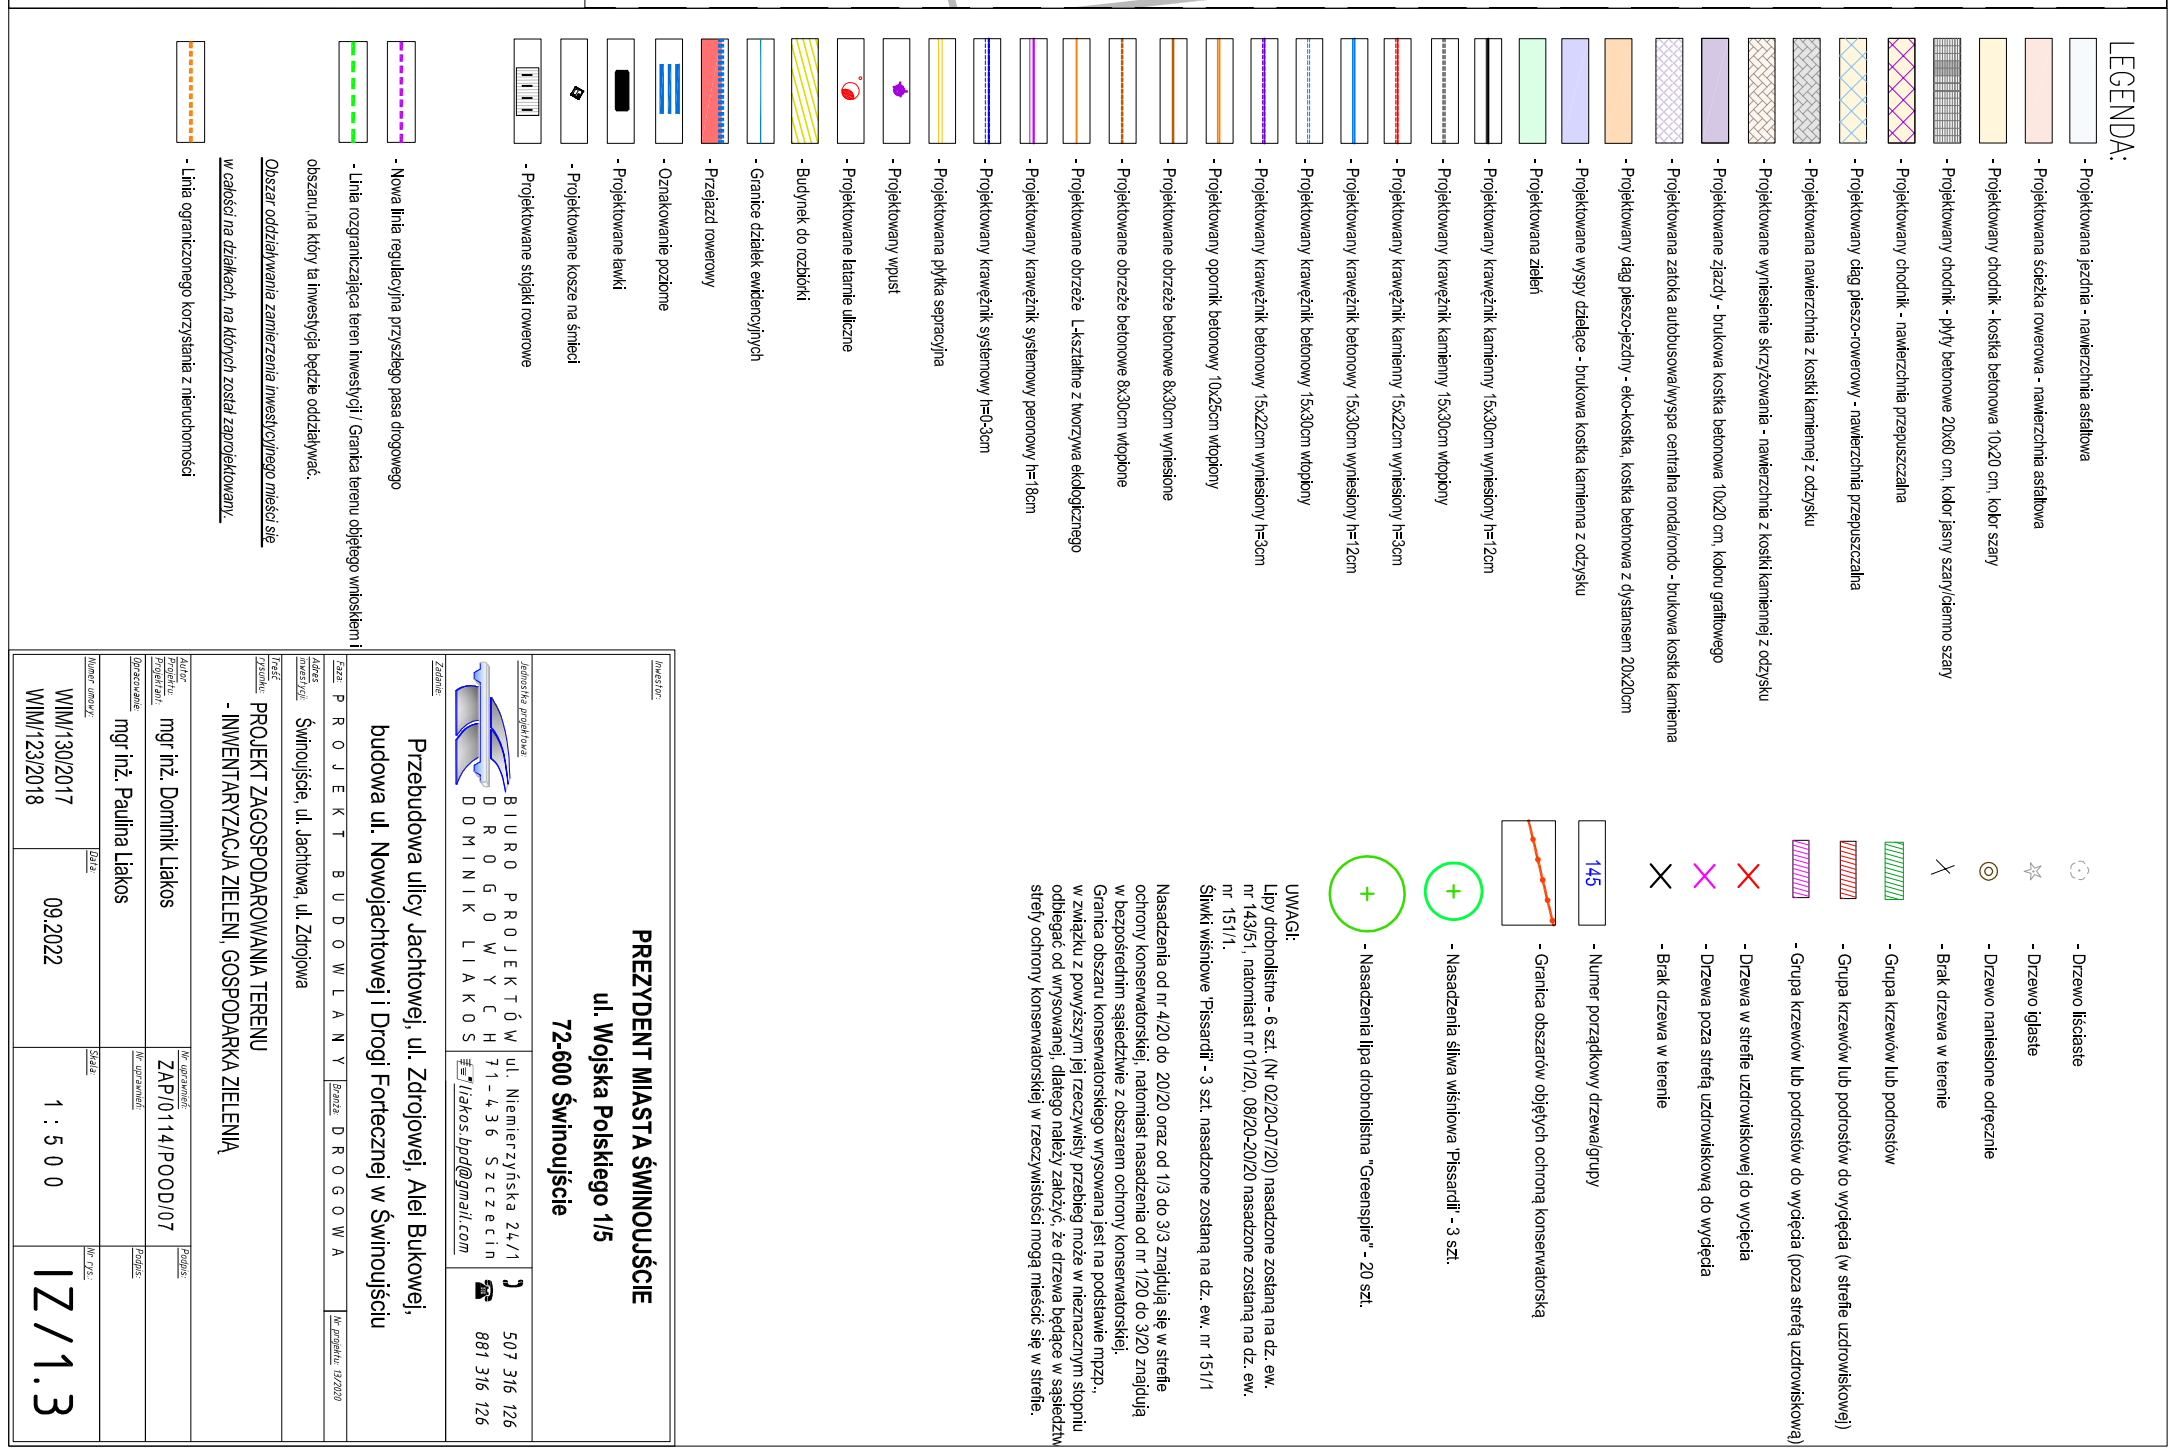 LEGENDA:
- Projektowana jezdnia - nawierzchnia asfaltowa
- Projektowana ścieżka rowerowa - nawierzchnia asfaltowa
- Projektowany chodnik - kostka betonowa 10x20 cm, kolor szary
- Projektowany chodnik - płyty betonowe 20x60 cm, kolor jasny szary/ciemno szary
- Projektowany chodnik - nawierzchnia przepuszczalna
- Projektowany ciąg pieszo-rowerowy - nawierzchnia przepuszczalna
- Projektowana nawierzchnia z kostki kamiennej z odzysku
- Projektowane wyniesienie skrzyżowania - nawierzchnia z kostki kamiennej z odzysku
- Projektowane zjazdy - brukowa kostka betonowa 10x20 cm, koloru grafitowego
- Projektowana zatoka autobusowa/wyspa centralna ronda/rondo - brukowa kostka kamienna
- Projektowany ciąg pieszo-jezdny - eko-kostka, kostka betonowa z dystansem 20x20cm
- Projektowane wyspy dzielące - brukowa kostka kamienna z odzysku
- Projektowana zieleń
- Projektowany krawężnik kamienny 15x30cm wyniesiony h=12cm
- Projektowany krawężnik kamienny 15x30cm wtopiony
- Projektowany krawężnik kamienny 15x22cm wyniesiony h=3cm
- Projektowany krawężnik betonowy 15x30cm wyniesiony h=12cm
- Projektowany krawężnik betonowy 15x30cm wtopiony
- Projektowany krawężnik betonowy 15x22cm wyniesiony h=3cm
- Projektowany opornik betonowy 10x25cm wtopiony
- Projektowane obrzeże betonowe 8x30cm wyniesione
- Projektowane obrzeże betonowe 8x30cm wtopione
- Projektowane obrzeże L-kształtne z tworzywa ekologicznego
- Projektowany krawężnik systemowy peronowy h=18cm
- Projektowany krawężnik systemowy h=0-3cm
- Projektowana płytka sepracyjna
- Projektowany wpust
- Projektowane latarnie uliczne
- Budynek do rozbiórki
- Granice działek ewidencyjnych
- Przejazd rowerowy
- Oznakowanie poziome
- Projektowane ławki
- Projektowane kosze na śmieci
- Projektowane stojaki rowerowe
- Nowa linia regulacyjna przyszłego pasa drogowego
- Linia rozgraniczająca teren inwestycji / Granica terenu objętego wnioskiem i
obszaru,na który ta inwestycja będzie oddziaływać.
Obszar oddziaływania zamierzenia inwestycyjnego mieści się
w całości na działkach, na których został zaprojektowany.
- Linia ograniczonego korzystania z nieruchomości
- Drzewo liściaste
- Drzewo iglaste
- Drzewo naniesione odręcznie
- Brak drzewa w terenie
- Grupa krzewów lub podrostów
- Grupa krzewów lub podrostów do wycięcia (w strefie uzdrowiskowej)
- Grupa krzewów lub podrostów do wycięcia (poza strefą uzdrowiskową)
- Drzewa w strefie uzdrowiskowej do wycięcia
- Drzewa poza strefą uzdrowiskową do wycięcia
- Brak drzewa w terenie
145 - Numer porządkowy drzewa/grupy
- Granica obszarów objętych ochroną konserwatorską
- Nasadzenia śliwa wiśniowa 'Pissardii' - 3 szt.
- Nasadzenia lipa drobnolistna "Greenspire" - 20 szt.
UWAGI:
Lipy drobnolistne - 6 szt. (Nr 02/20-07/20) nasadzone zostaną na dz. ew.
nr 143/51, natomiast nr 01/20, 08/20-20/20 nasadzone zostaną na dz. ew.
nr 151/1.
Śliwki wiśniowe 'Pissardii' - 3 szt. nasadzone zostaną na dz. ew. nr 151/1
Nasadzenia od nr 4/20 do 20/20 oraz od 1/3 do 3/3 znajdują się w strefie
ochrony konserwatorskiej, natomiast nasadzenia od nr 1/20 do 3/20 znajdują
w bezpośrednim sąsiedztwie z obszarem ochrony konserwatorskiej.
Granica obszaru konserwatorskiego wrysowana jest na podstawie mpzp.,
w związku z powyższym jej rzeczywisty przebieg może w nieznacznym stopniu
odbiegać od wrysowanej, dlatego należy założyć, że drzewa będące w sąsiedztw
strefy ochrony konserwatorskiej w rzeczywistości mogą mieścić się w strefie.
Inwestor:
PREZYDENT MIASTA ŚWINOUJŚCIE
ul. Wojska Polskiego 1/5
72-600 Świnoujście
Jednostka projektowa:
BIURO PROJEKTÓW
DROGOWYCH
DOMINIK LIAKOS
ul. Niemierzyńska 24/1
71-436 Szczecin
liakos.bpd@gmail.com
507 316 126
881 316 126
Zadanie:
Przebudowa ulicy Jachtowej, ul. Zdrojowej, Alei Bukowej,
budowa ul. Nowojachtowej i Drogi Fortecznej w Świnoujściu
Faza: PROJEKT BUDOWLANY
Branża: DROGOWA
Nr projektu: 13/2020
Adres
inwestycji:
Świnoujście, ul. Jachtowa, ul. Zdrojowa
Treść
rysunku:
PROJEKT ZAGOSPODAROWANIA TERENU
- INWENTARYZACJA ZIELENI, GOSPODARKA ZIELENIĄ
Autor
Projektu:
Projektant:
mgr inż. Dominik Liakos
Nr uprawnień:
ZAP/0114/POOD/07
Podpis:
Opracowanie:
mgr inż. Paulina Liakos
Nr uprawnień:
Podpis:
Numer umowy:
WIM/130/2017
WIM/123/2018
Data:
09.2022
Skala:
1:500
Nr rys.:
IZ/1.3